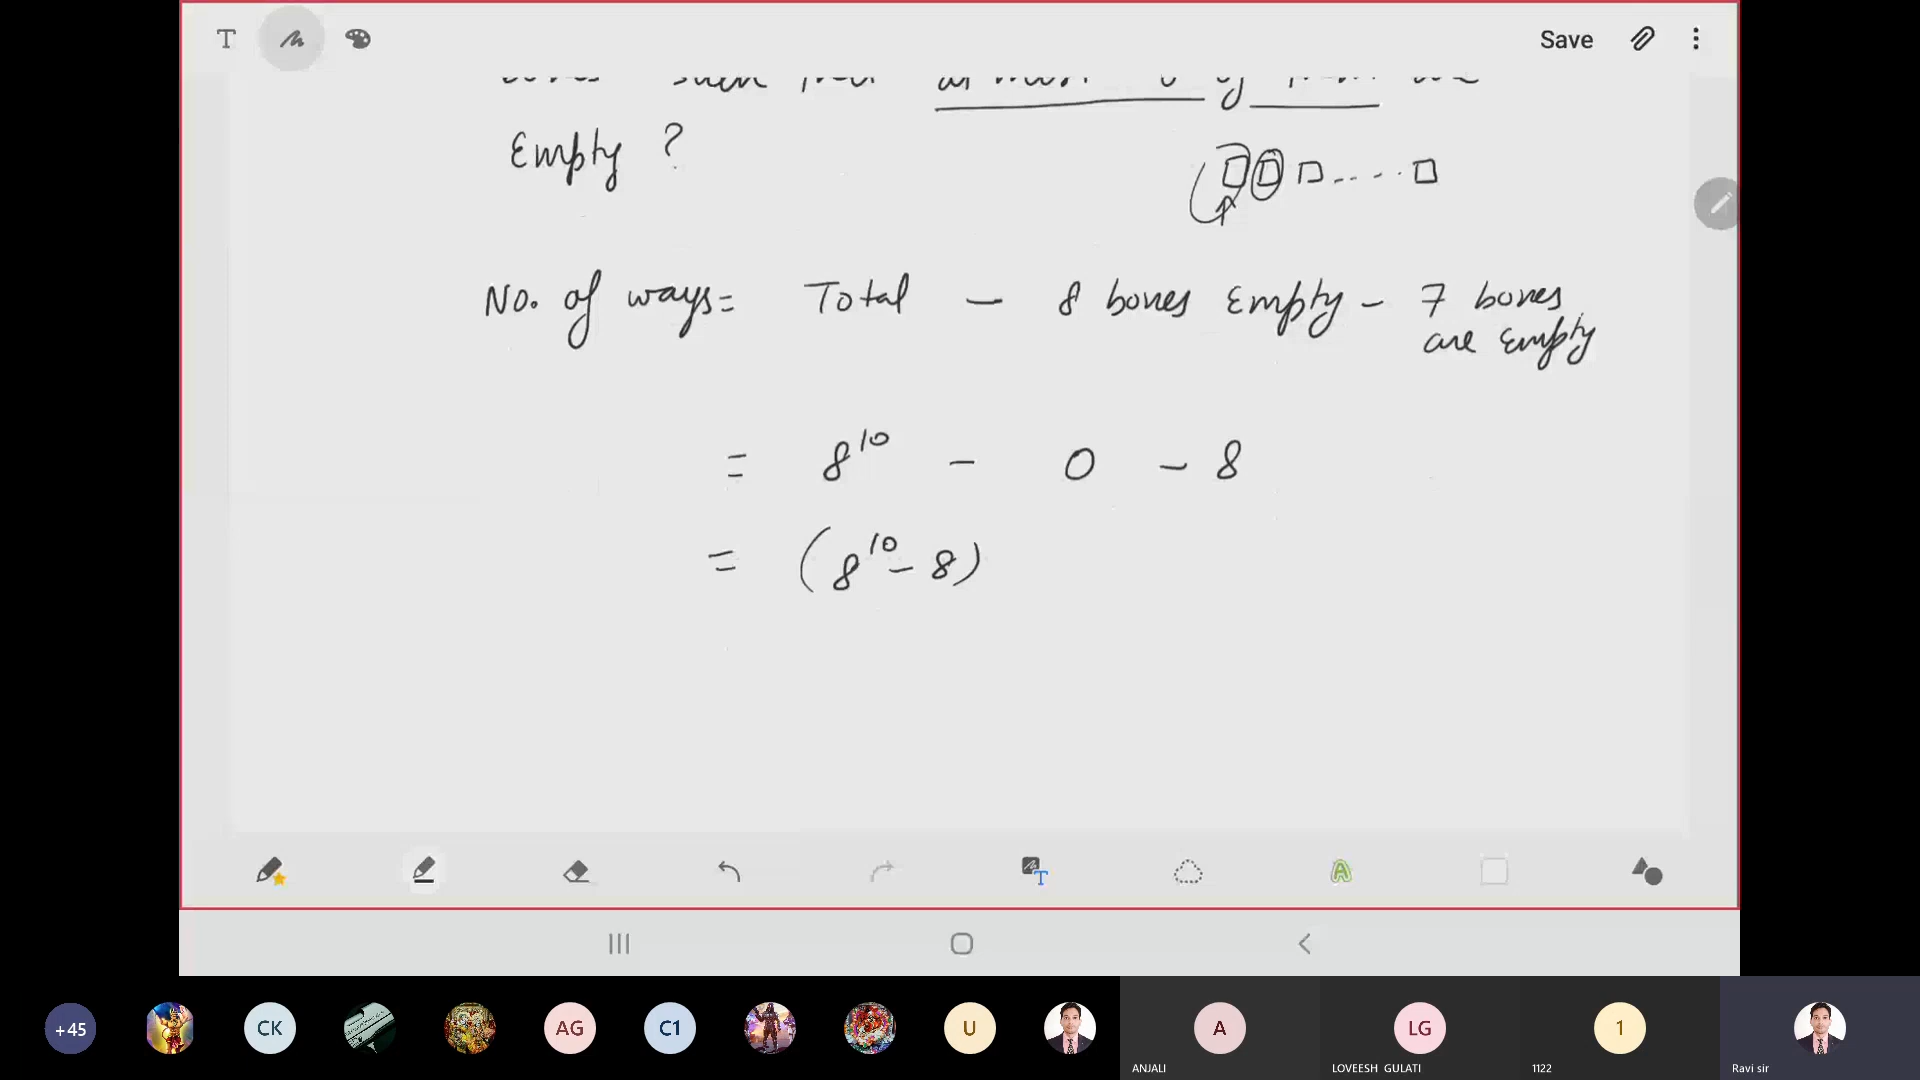 T Save
Empty ?
No. of ways = Total - 8 boxes Empty - 7 boxes
are Empty
= 8^10 - 0 - 8
= (8^10 - 8)
T
A
+45 CK AG C1 U A LG 1
ANJALI LOVEESH GULATI 1122 Ravi sir